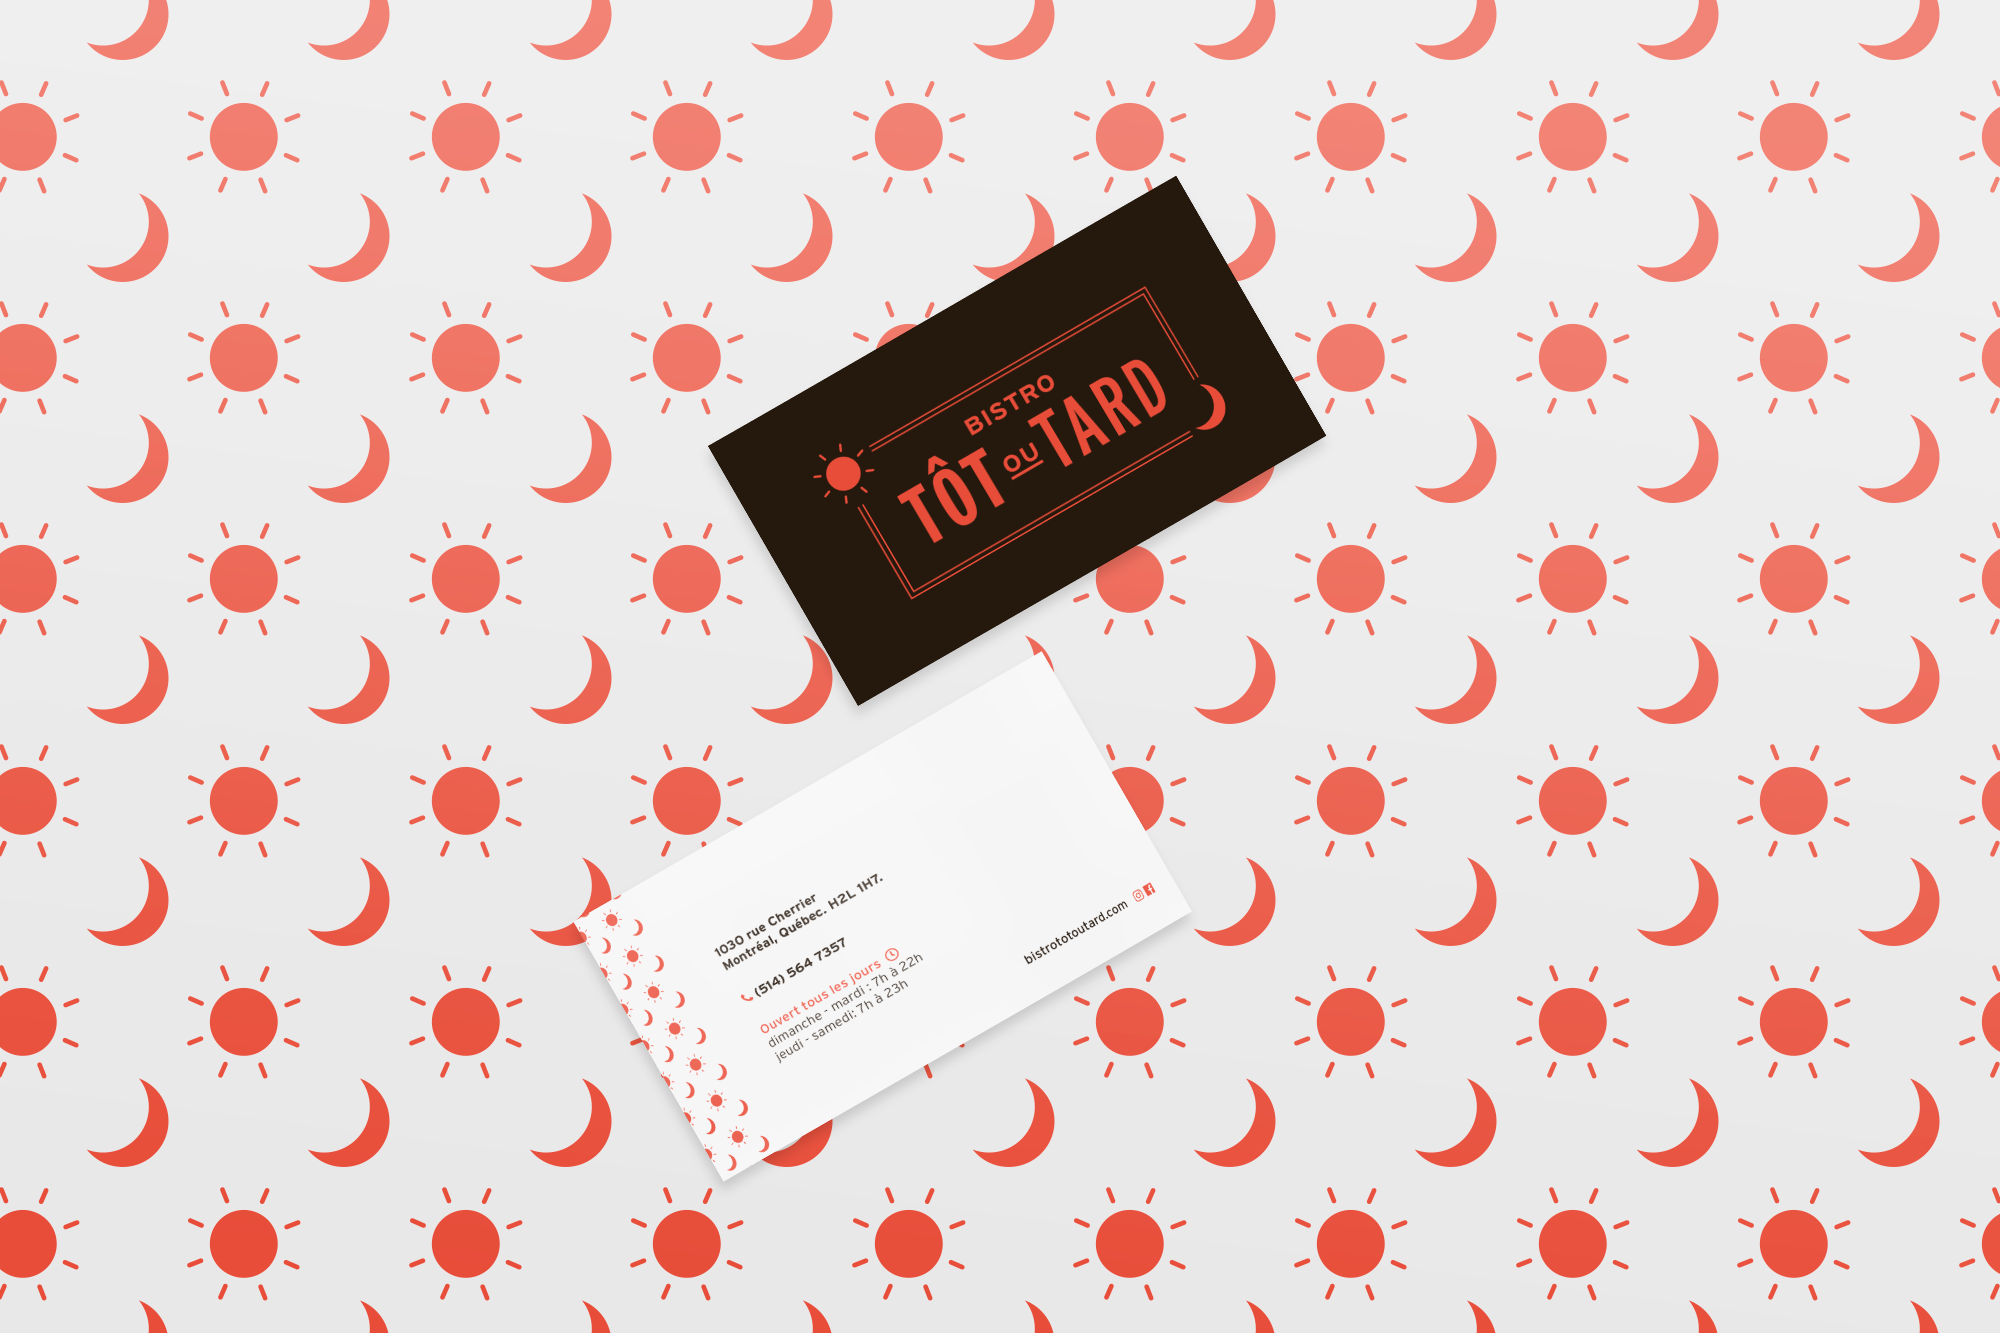 BISTRO
TÔT OU TARD
1030 rue Cherrier
Montréal, Québec. H2L 1H7.
(514) 564 7357
Ouvert tous les jours
dimanche - mardi : 7h à 22h
jeudi - samedi: 7h à 23h
bistrototoutard.com